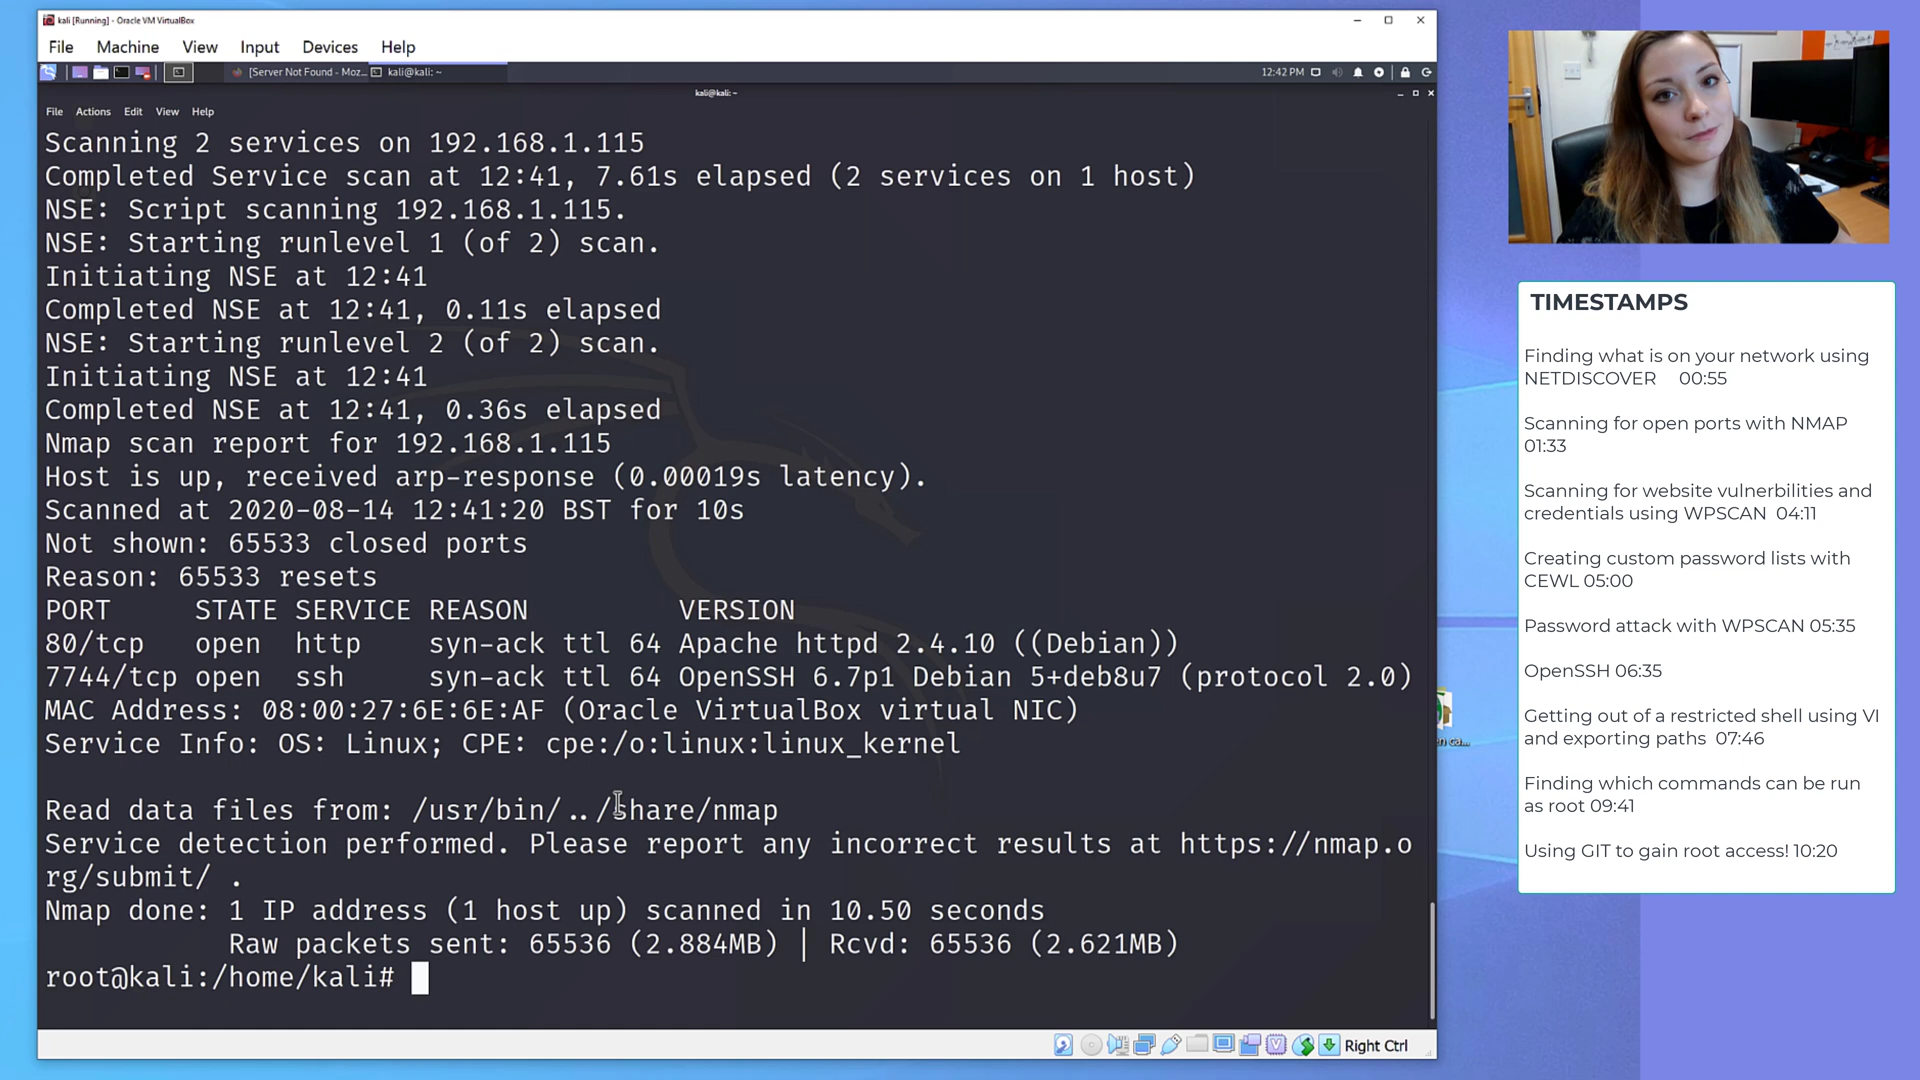 kali [Running] - Oracle VM VirtualBox
File Machine View Input Devices Help
[Server Not Found - Moz... kali@kali: ~ 12:42 PM
kali@kali: ~
File Actions Edit View Help
Scanning 2 services on 192.168.1.115
Completed Service scan at 12:41, 7.61s elapsed (2 services on 1 host)
NSE: Script scanning 192.168.1.115.
NSE: Starting runlevel 1 (of 2) scan.
Initiating NSE at 12:41
Completed NSE at 12:41, 0.11s elapsed
NSE: Starting runlevel 2 (of 2) scan.
Initiating NSE at 12:41
Completed NSE at 12:41, 0.36s elapsed
Nmap scan report for 192.168.1.115
Host is up, received arp-response (0.00019s latency).
Scanned at 2020-08-14 12:41:20 BST for 10s
Not shown: 65533 closed ports
Reason: 65533 resets
PORT STATE SERVICE REASON VERSION
80/tcp open http syn-ack ttl 64 Apache httpd 2.4.10 ((Debian))
7744/tcp open ssh syn-ack ttl 64 OpenSSH 6.7p1 Debian 5+deb8u7 (protocol 2.0)
MAC Address: 08:00:27:6E:6E:AF (Oracle VirtualBox virtual NIC)
Service Info: OS: Linux; CPE: cpe:/o:linux:linux_kernel
Read data files from: /usr/bin/../share/nmap
Service detection performed. Please report any incorrect results at https://nmap.o
rg/submit/ .
Nmap done: 1 IP address (1 host up) scanned in 10.50 seconds
Raw packets sent: 65536 (2.884MB) | Rcvd: 65536 (2.621MB)
root@kali:/home/kali#
Right Ctrl
TIMESTAMPS
Finding what is on your network using
NETDISCOVER 00:55
Scanning for open ports with NMAP
01:33
Scanning for website vulnerbilities and
credentials using WPSCAN 04:11
Creating custom password lists with
CEWL 05:00
Password attack with WPSCAN 05:35
OpenSSH 06:35
Getting out of a restricted shell using VI
and exporting paths 07:46
Finding which commands can be run
as root 09:41
Using GIT to gain root access! 10:20